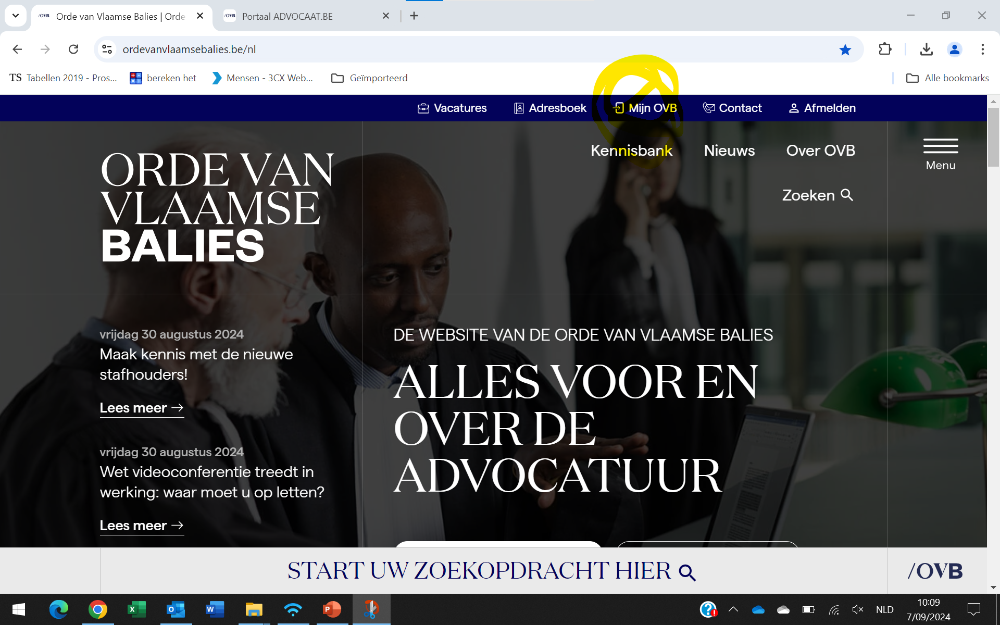 /OVB Orde van Vlaamse Balies | Orde
/OVB Portaal ADVOCAAT.BE
ordevanvlaamsebalies.be/nl
TS Tabellen 2019 - Pros...
bereken het
Mensen - 3CX Web...
Geïmporteerd
Alle bookmarks
Vacatures
Adresboek
Mijn OVB
Contact
Afmelden
Kennisbank
Nieuws
Over OVB
Menu
Zoeken
ORDE VAN
VLAAMSE
BALIES
vrijdag 30 augustus 2024
Maak kennis met de nieuwe
stafhouders!
Lees meer →
vrijdag 30 augustus 2024
Wet videoconferentie treedt in
werking: waar moet u op letten?
Lees meer →
DE WEBSITE VAN DE ORDE VAN VLAAMSE BALIES
ALLES VOOR EN
OVER DE
ADVOCATUUR
START UW ZOEKOPDRACHT HIER
/OVB
NLD
10:09
7/09/2024